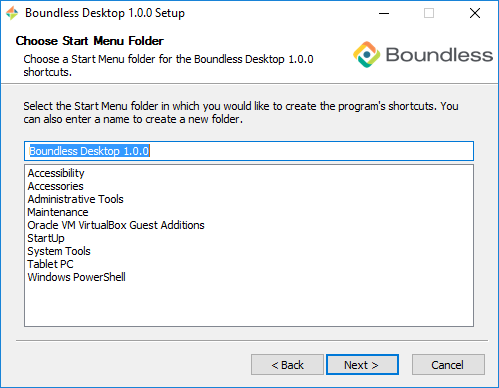 Boundless Desktop 1.0.0 Setup
Choose Start Menu Folder
Choose a Start Menu folder for the Boundless Desktop 1.0.0
shortcuts.
Boundless
Select the Start Menu folder in which you would like to create the program's shortcuts. You
can also enter a name to create a new folder.
Boundless Desktop 1.0.0
Accessibility
Accessories
Administrative Tools
Maintenance
Oracle VM VirtualBox Guest Additions
StartUp
System Tools
Tablet PC
Windows PowerShell
< Back
Next >
Cancel